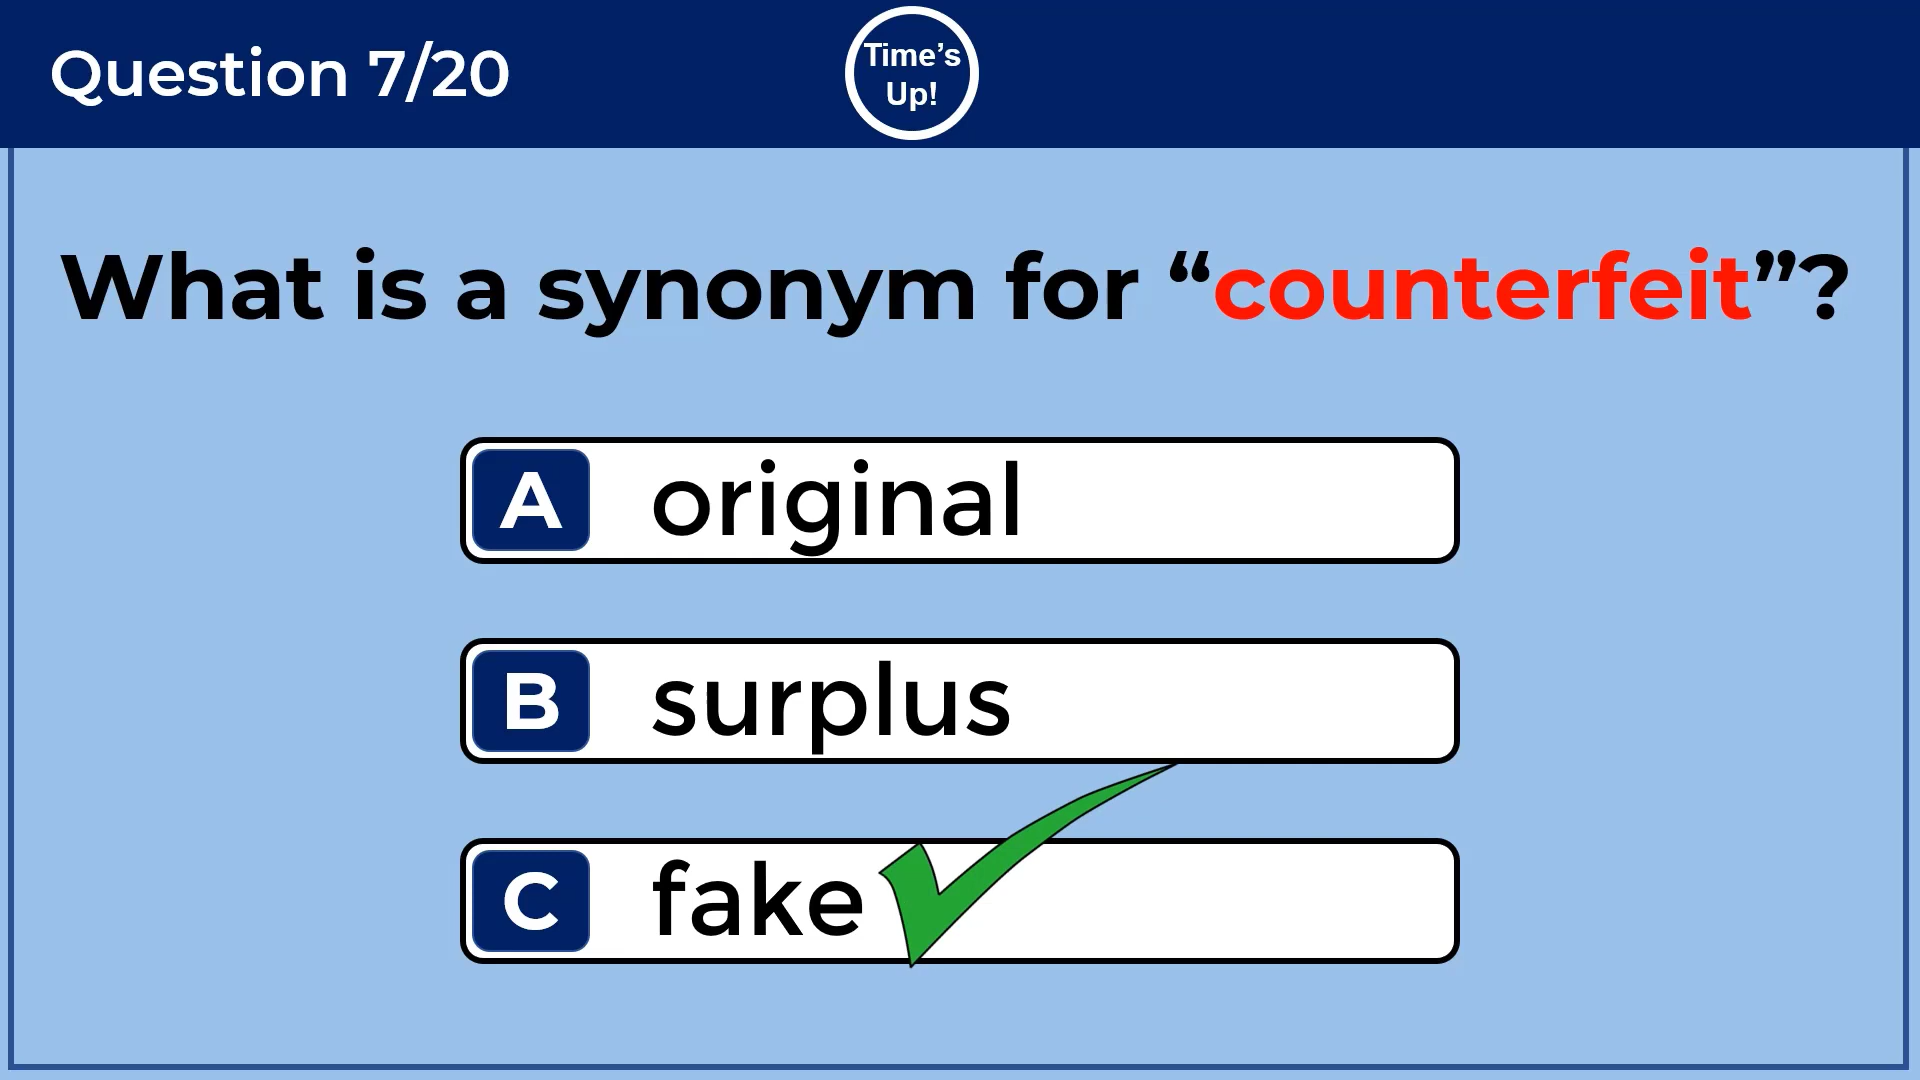 Question 7/20
Time’s
Up!
What is a synonym for “counterfeit”?
A original
B surplus
C fake